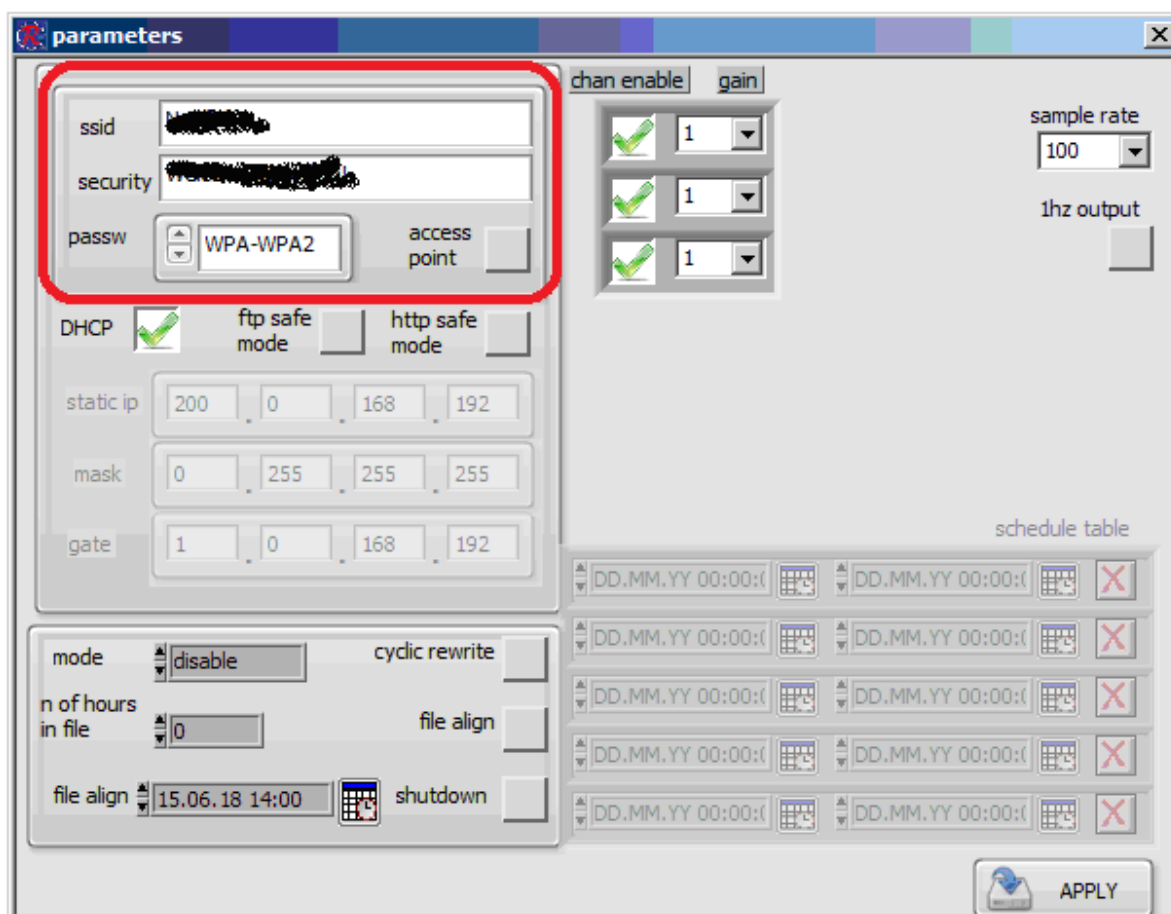 parameters
chan enable gain
ssid
security
passw WPA-WPA2 access point
1
1
1
sample rate
100
1hz output
DHCP ftp safe mode http safe mode
static ip 200 . 0 . 168 . 192
mask 0 . 255 . 255 . 255
gate 1 . 0 . 168 . 192
schedule table
DD.MM.YY 00:00:( DD.MM.YY 00:00:(
DD.MM.YY 00:00:( DD.MM.YY 00:00:(
DD.MM.YY 00:00:( DD.MM.YY 00:00:(
DD.MM.YY 00:00:( DD.MM.YY 00:00:(
DD.MM.YY 00:00:( DD.MM.YY 00:00:(
mode disable cyclic rewrite
n of hours
in file 0 file align
file align 15.06.18 14:00 shutdown
APPLY